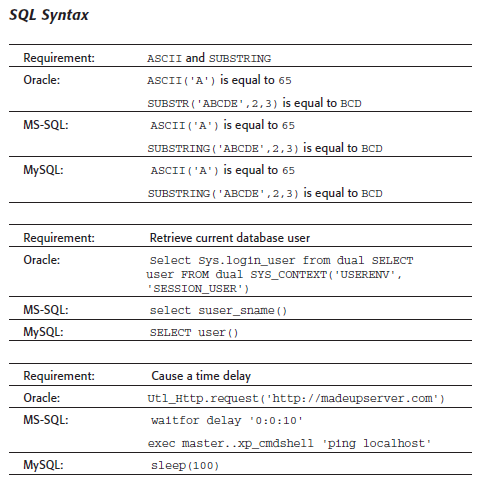 SQL Syntax
Requirement: ASCII and SUBSTRING
Oracle: ASCII('A') is equal to 65
SUBSTR('ABCDE',2,3) is equal to BCD
MS-SQL: ASCII('A') is equal to 65
SUBSTRING('ABCDE',2,3) is equal to BCD
MySQL: ASCII('A') is equal to 65
SUBSTRING('ABCDE',2,3) is equal to BCD
Requirement: Retrieve current database user
Oracle: Select Sys.login_user from dual SELECT
user FROM dual SYS_CONTEXT('USERENV',
'SESSION_USER')
MS-SQL: select suser_sname()
MySQL: SELECT user()
Requirement: Cause a time delay
Oracle: Utl_Http.request('http://madeupserver.com')
MS-SQL: waitfor delay '0:0:10'
exec master..xp_cmdshell 'ping localhost'
MySQL: sleep(100)